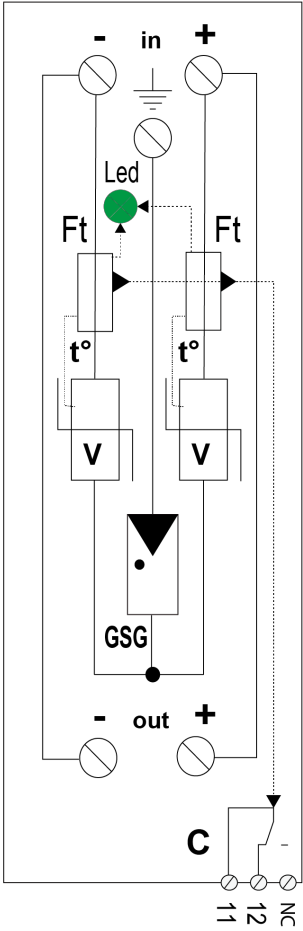 - in +
Led
Ft Ft
t° t°
V V
GSG
- out +
C
11 12 NC